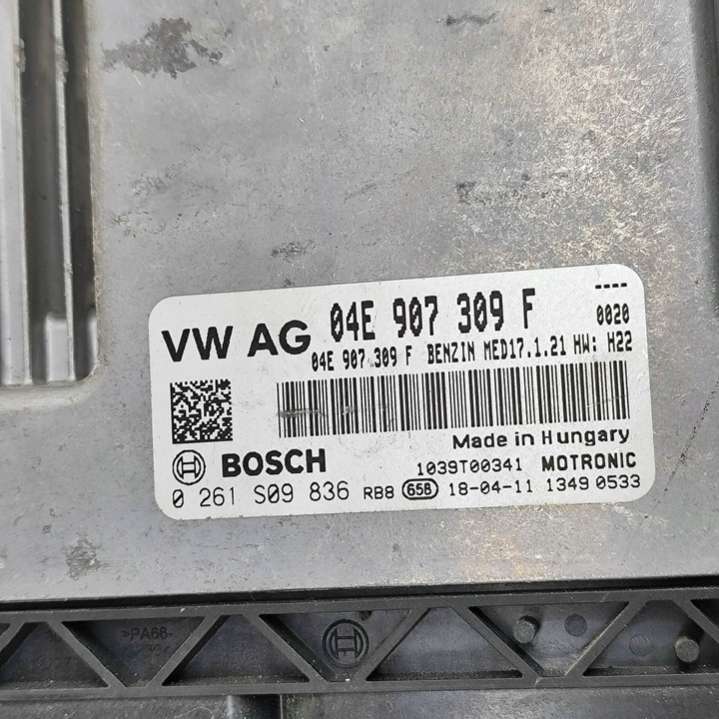 VW AG 04E 907 309 F ----
0020
04E 907 309 F BENZIN MED17.1.21 HW: H22
Made in Hungary
BOSCH 1039T00341 MOTRONIC
0 261 S09 836 RB8 658 18-04-11 1349 0533
>PA66-